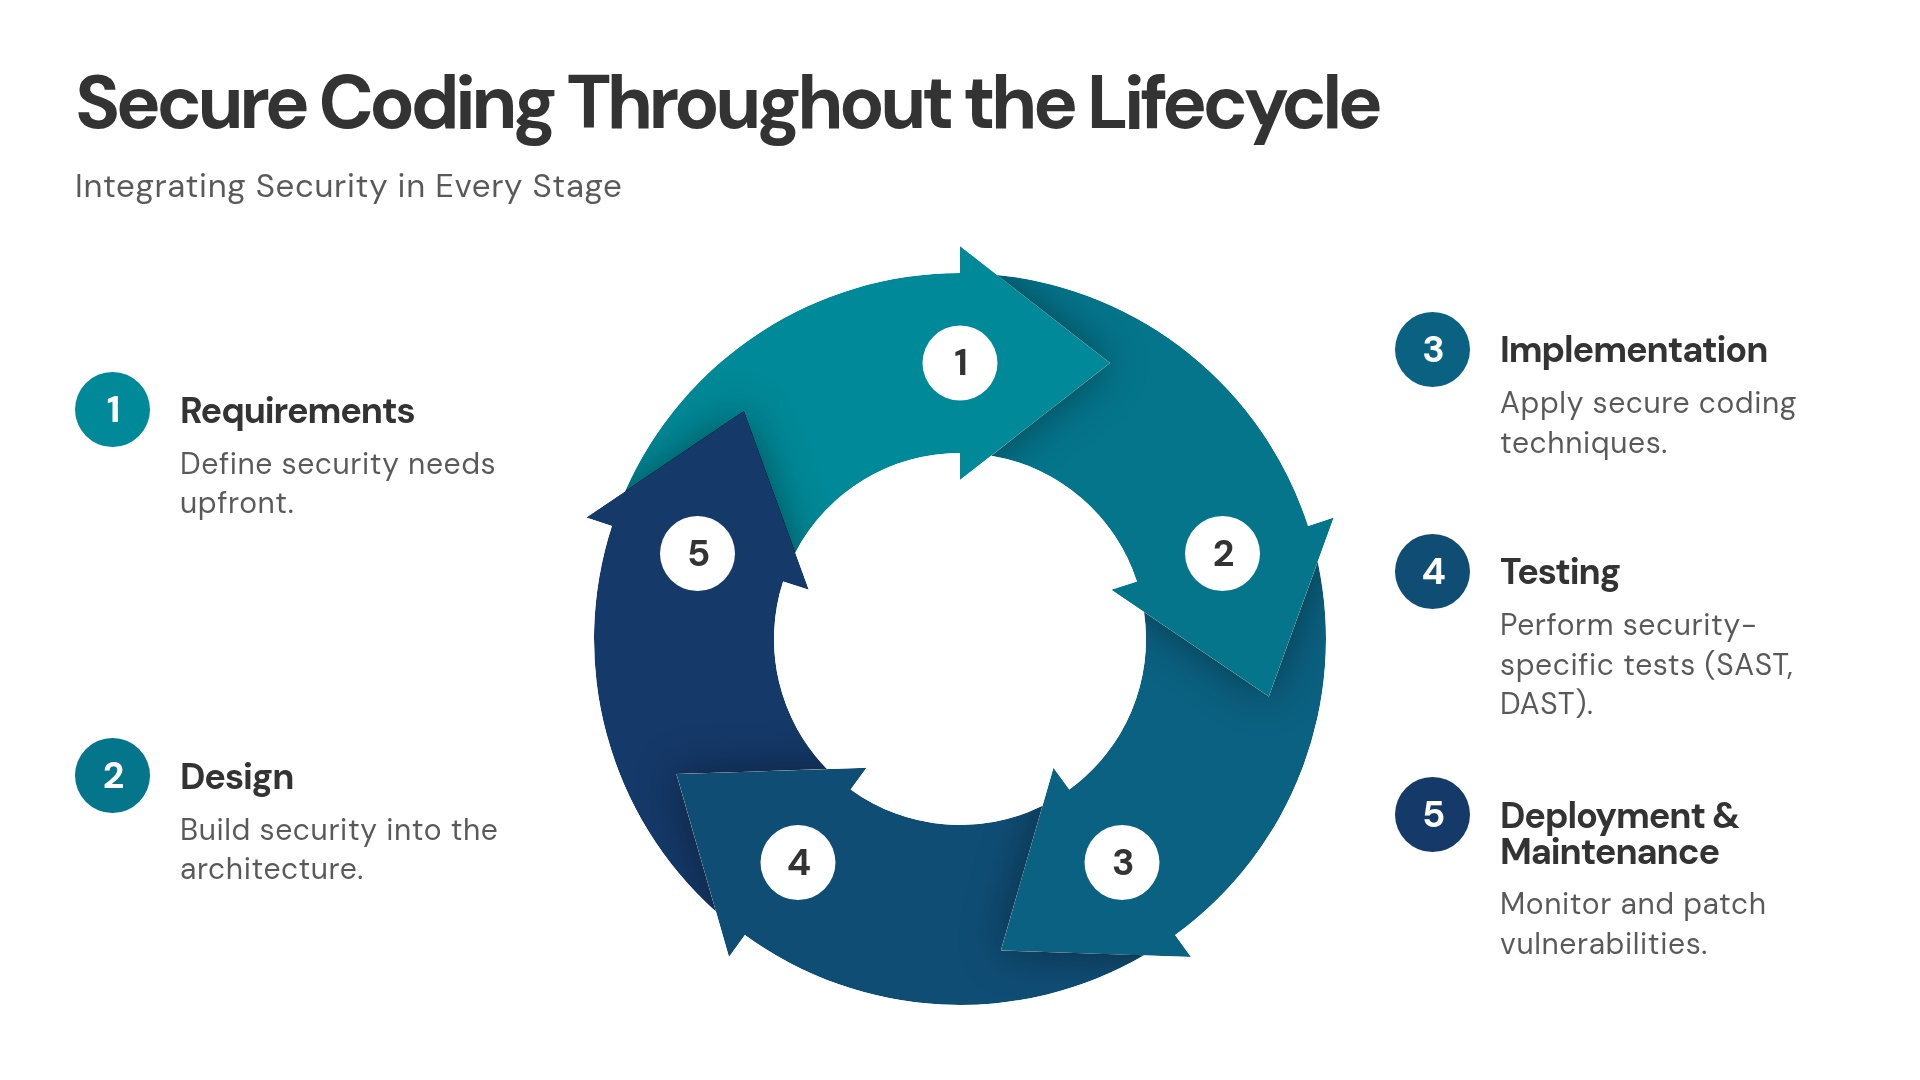 Secure Coding Throughout the Lifecycle
Integrating Security in Every Stage
1
Requirements
Define security needs
upfront.
2
Design
Build security into the
architecture.
1
2
3
4
5
3
Implementation
Apply secure coding
techniques.
4
Testing
Perform security-
specific tests (SAST,
DAST).
5
Deployment &
Maintenance
Monitor and patch
vulnerabilities.